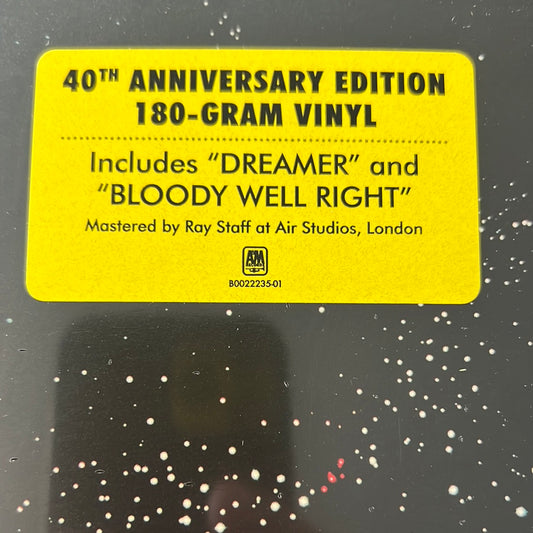 40TH ANNIVERSARY EDITION
180-GRAM VINYL
Includes “DREAMER” and
“BLOODY WELL RIGHT”
Mastered by Ray Staff at Air Studios, London
A&M
RECORDS
B0022235-01